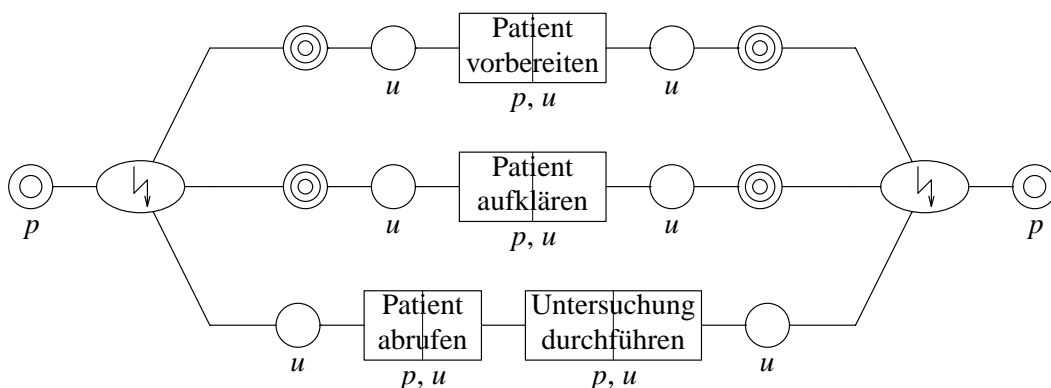 Patient
vorbereiten
u
p, u
u
Patient
aufklären
p
u
p, u
u
p
Patient
abrufen
Untersuchung
durchführen
u
p, u
p, u
u